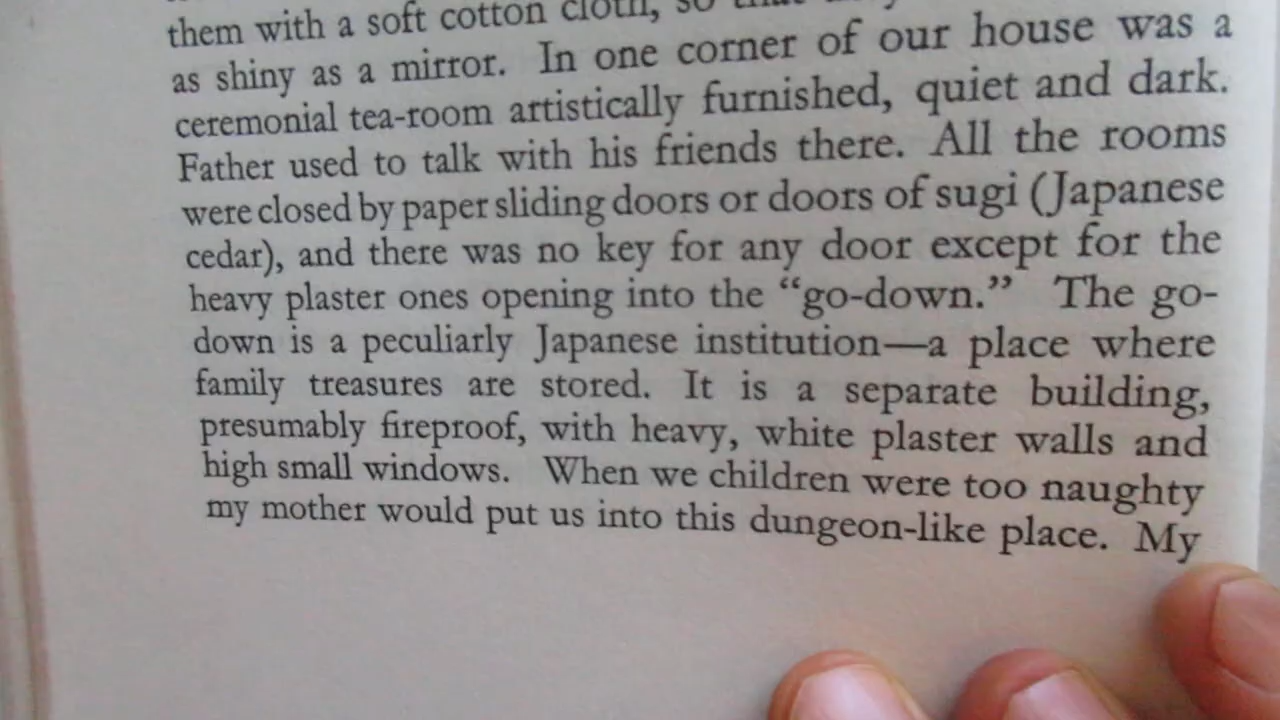 them with a soft cotton cloth, so that
as shiny as a mirror. In one corner of our house was a
ceremonial tea-room artistically furnished, quiet and dark.
Father used to talk with his friends there. All the rooms
were closed by paper sliding doors or doors of sugi (Japanese
cedar), and there was no key for any door except for the
heavy plaster ones opening into the “go-down.” The go-
down is a peculiarly Japanese institution—a place where
family treasures are stored. It is a separate building,
presumably fireproof, with heavy, white plaster walls and
high small windows. When we children were too naughty
my mother would put us into this dungeon-like place. My